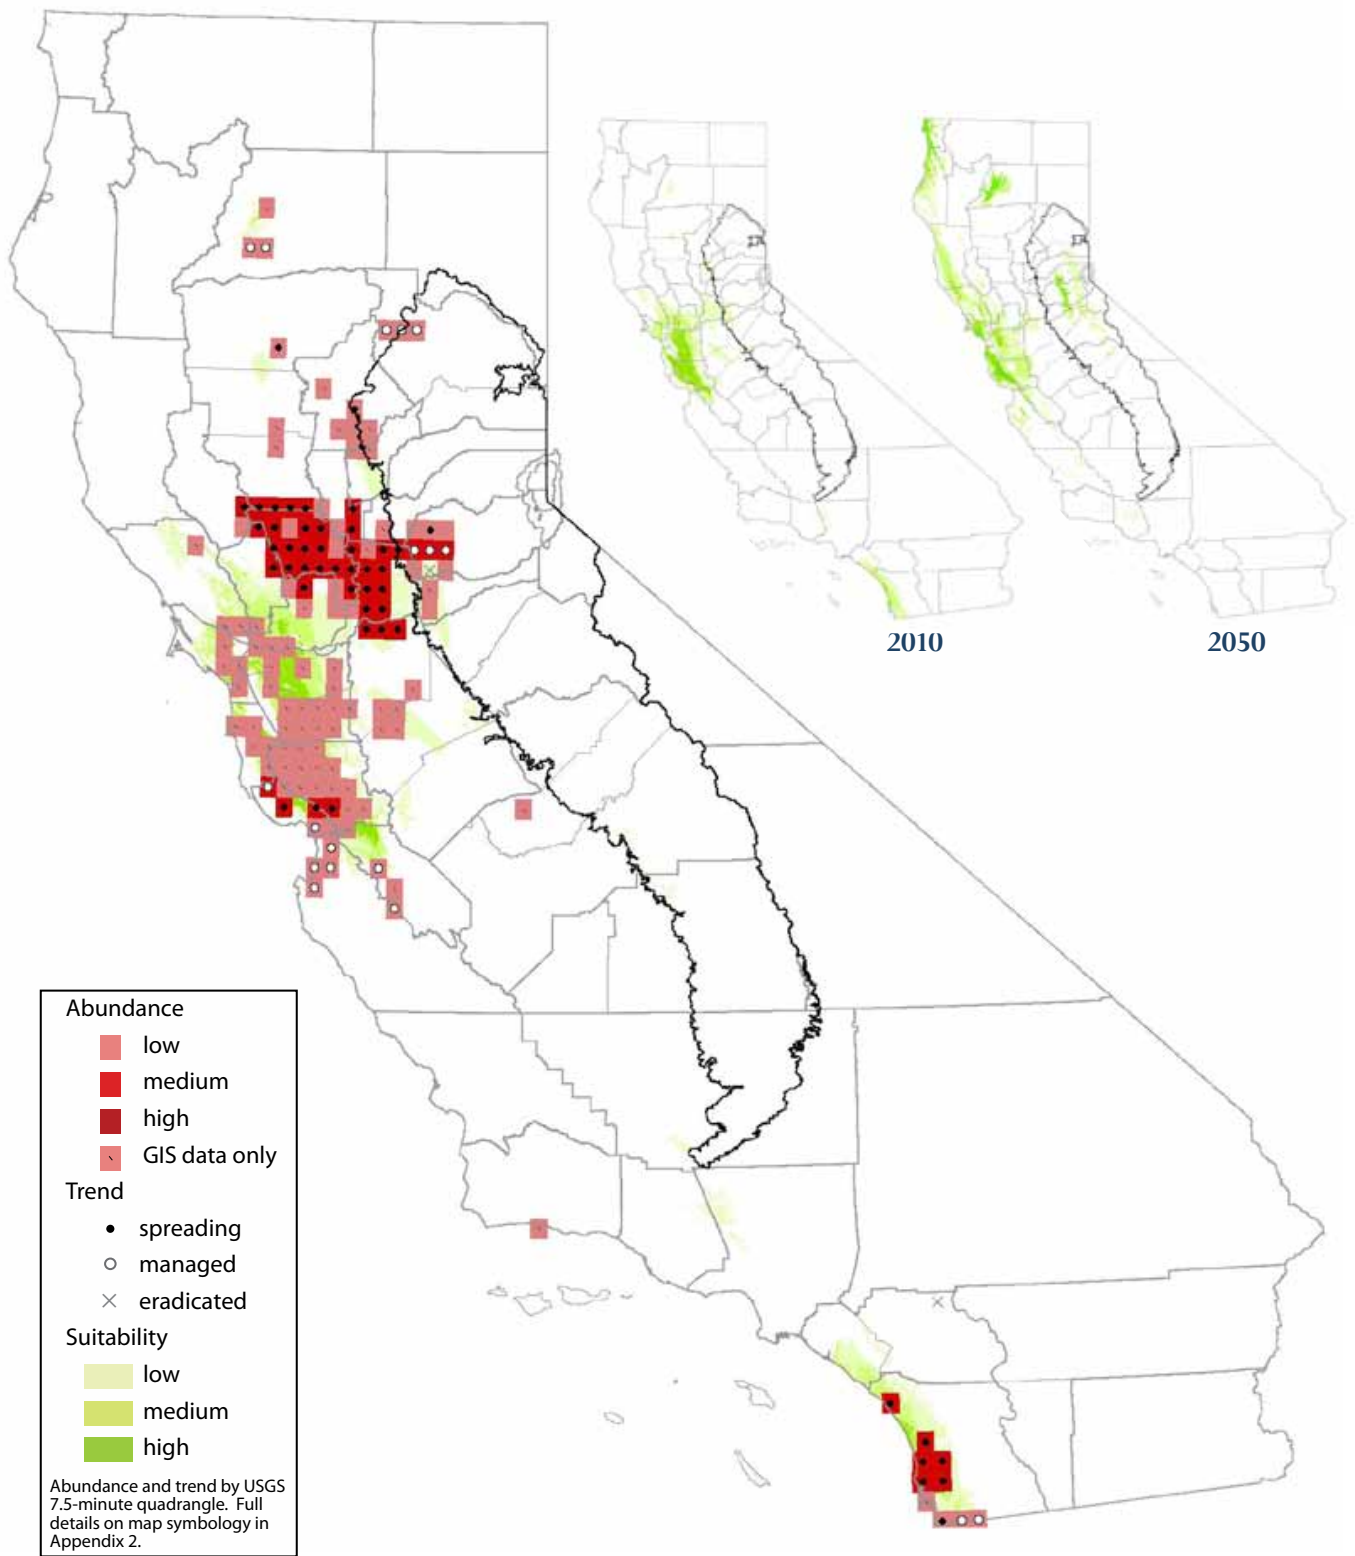 2010
2050
Abundance
low
medium
high
GIS data only
Trend
spreading
managed
eradicated
Suitability
low
medium
high
Abundance and trend by USGS
7.5-minute quadrangle. Full
details on map symbology in
Appendix 2.